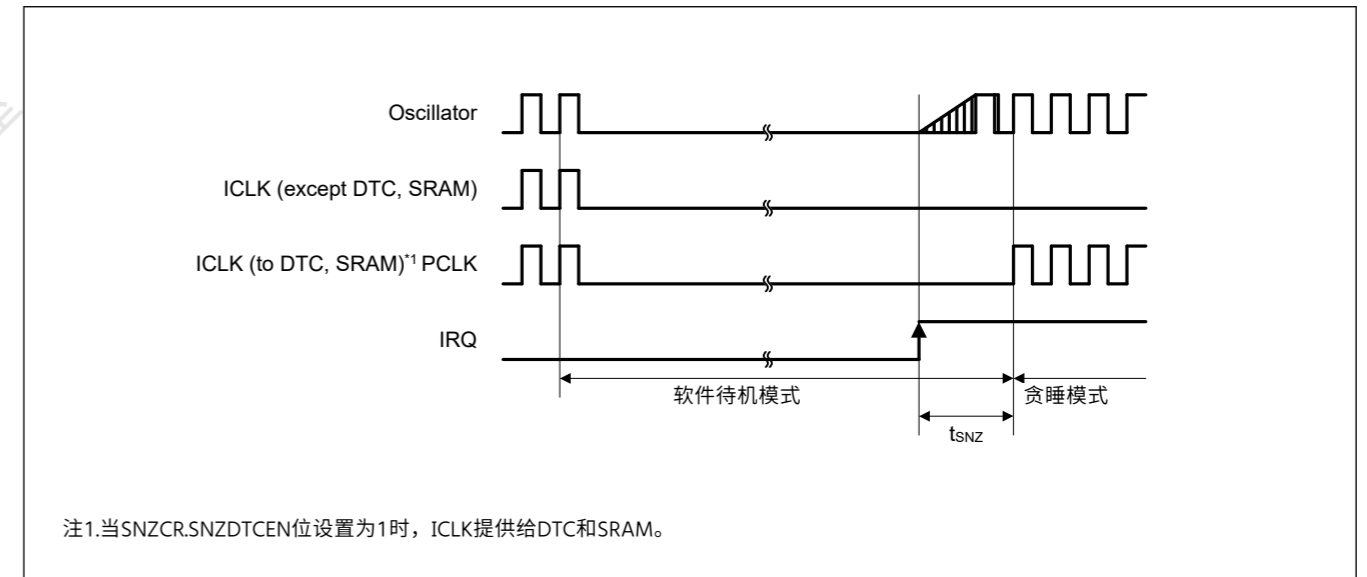 Oscillator
ICLK (except DTC, SRAM)
ICLK (to DTC, SRAM)*1 PCLK
IRQ
软件待机模式
贪睡模式
tSNZ
注1.当SNZCR.SNZDTCEN位设置为1时，ICLK提供给DTC和SRAM。